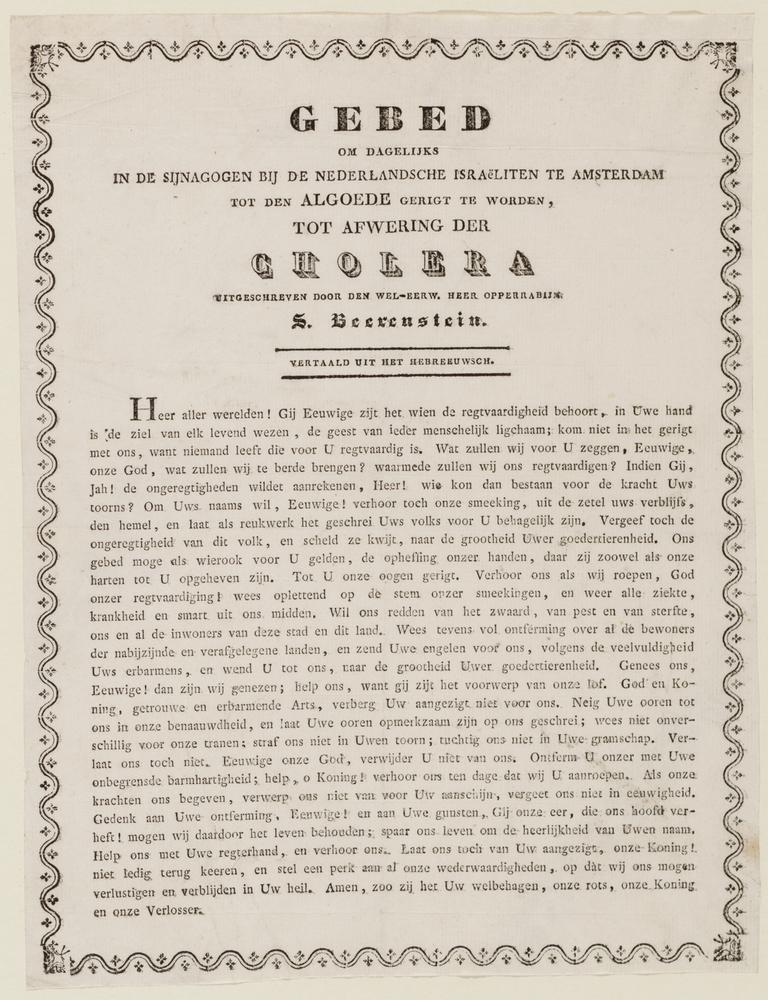 GEBED
OM DAGELIJKS
IN DE SIJNAGOGEN BIJ DE NEDERLANDSCHE ISRAëLITEN TE AMSTERDAM
TOT DEN ALGOEDE GERIGT TE WORDEN,
TOT AFWERING DER
CHOLERA
UITGESCHREVEN DOOR DEN WEL-EERW. HEER OPPERRABIJN
S. Beerenstein.
VERTAALD UIT HET HEBREEUWSCH.
Heer aller werelden! Gij Eeuwige zijt het wien de regtvaardigheid behoort, in Uwe hand
is de ziel van elk levend wezen, de geest van ieder menschelijk ligchaam; kom niet in het gerigt
met ons, want niemand leeft die voor U regtvaardig is. Wat zullen wij voor U zeggen, Eeuwige,
onze God, wat zullen wij te berde brengen? waarmede zullen wij ons regtvaardigen? Indien Gij,
Jah! de ongeregtigheden wildet aanrekenen, Heer! wie kon dan bestaan voor de kracht Uws
toorns? Om Uws naams wil, Eeuwige! verhoor toch onze smeeking, uit de zetel uws verblijfs,
den hemel, en laat als reukwerk het geschrei Uws volks voor U behagelijk zijn. Vergeef toch de
ongeregtigheid van dit volk, en scheld ze kwijt, naar de grootheid Uwer goedertierenheid. Ons
gebed moge als wierook voor U gelden, de opheffing onzer handen, daar zij zoowel als onze
harten tot U opgeheven zijn. Tot U onze oogen gerigt. Verhoor ons als wij roepen, God
onzer regtvaardiging! wees oplettend op de stem onzer smeekingen, en weer alle ziekte,
krankheid en smart uit ons midden. Wil ons redden van het zwaard, van pest en van sterfte,
ons en al de inwoners van deze stad en dit land. Wees tevens vol ontferming over al de bewoners
der nabijzijnde en verafgelegene landen, en zend Uwe engelen voor ons, volgens de veelvuldigheid
Uws erbarmens, en wend U tot ons, naar de grootheid Uwer goedertierenheid. Genees ons,
Eeuwige! dan zijn wij genezen; help ons, want gij zijt het voorwerp van onze lof. God en Ko-
ning, getrouwe en erbarmende Arts, verberg Uw aangezigt niet voor ons. Neig Uwe ooren tot
ons in onze benaauwdheid, en laat Uwe ooren opmerkzaam zijn op ons geschrei; wees niet onver-
schillig voor onze tranen; straf ons niet in Uwen toorn; tuchtig ons niet in Uwe gramschap. Ver-
laat ons toch niet. Eeuwige onze God, verwijder U niet van ons. Ontferm U onzer met Uwe
onbegrensde barmhartigheid; help, o Koning! verhoor ons ten dage dat wij U aanroepen. Als onze
krachten ons begeven, verwerp ons niet van voor Uw aanschijn, vergeet ons niet in eeuwigheid.
Gedenk aan Uwe ontferming, Eeuwige! en aan Uwe gunsten, Gij onze eer, die ons hoofd ver-
heft! mogen wij daardoor het leven behouden; spaar ons leven om de heerlijkheid van Uwen naam.
Help ons met Uwe regterhand, en verhoor ons. Laat ons toch van Uw aangezigt, onze Koning!
niet ledig terug keeren, en stel een perk aan al onze wederwaardigheden, op dat wij ons mogen
verlustigen en verblijden in Uw heil. Amen, zoo zij het Uw welbehagen, onze rots, onze Koning
en onze Verlosser.